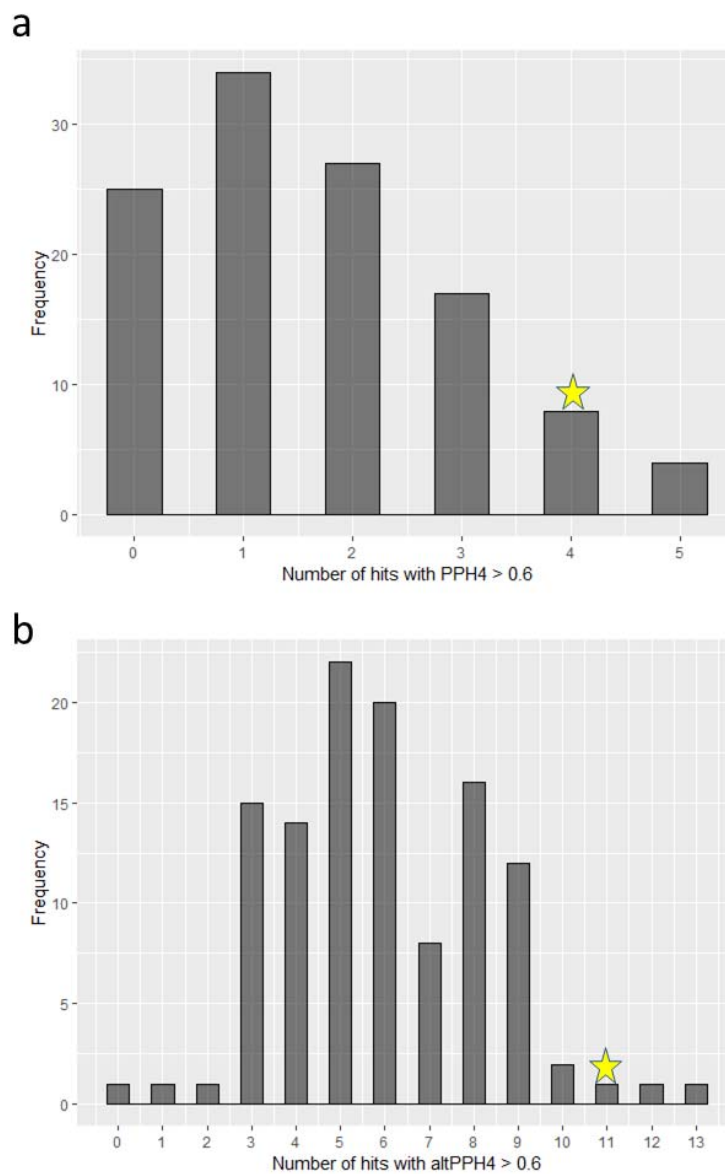 a
30
20
10
0
Frequency
0 1 2 3 4 5
Number of hits with PPH4 > 0.6
b
20
15
10
5
0
Frequency
0 1 2 3 4 5 6 7 8 9 10 11 12 13
Number of hits with altPPH4 > 0.6